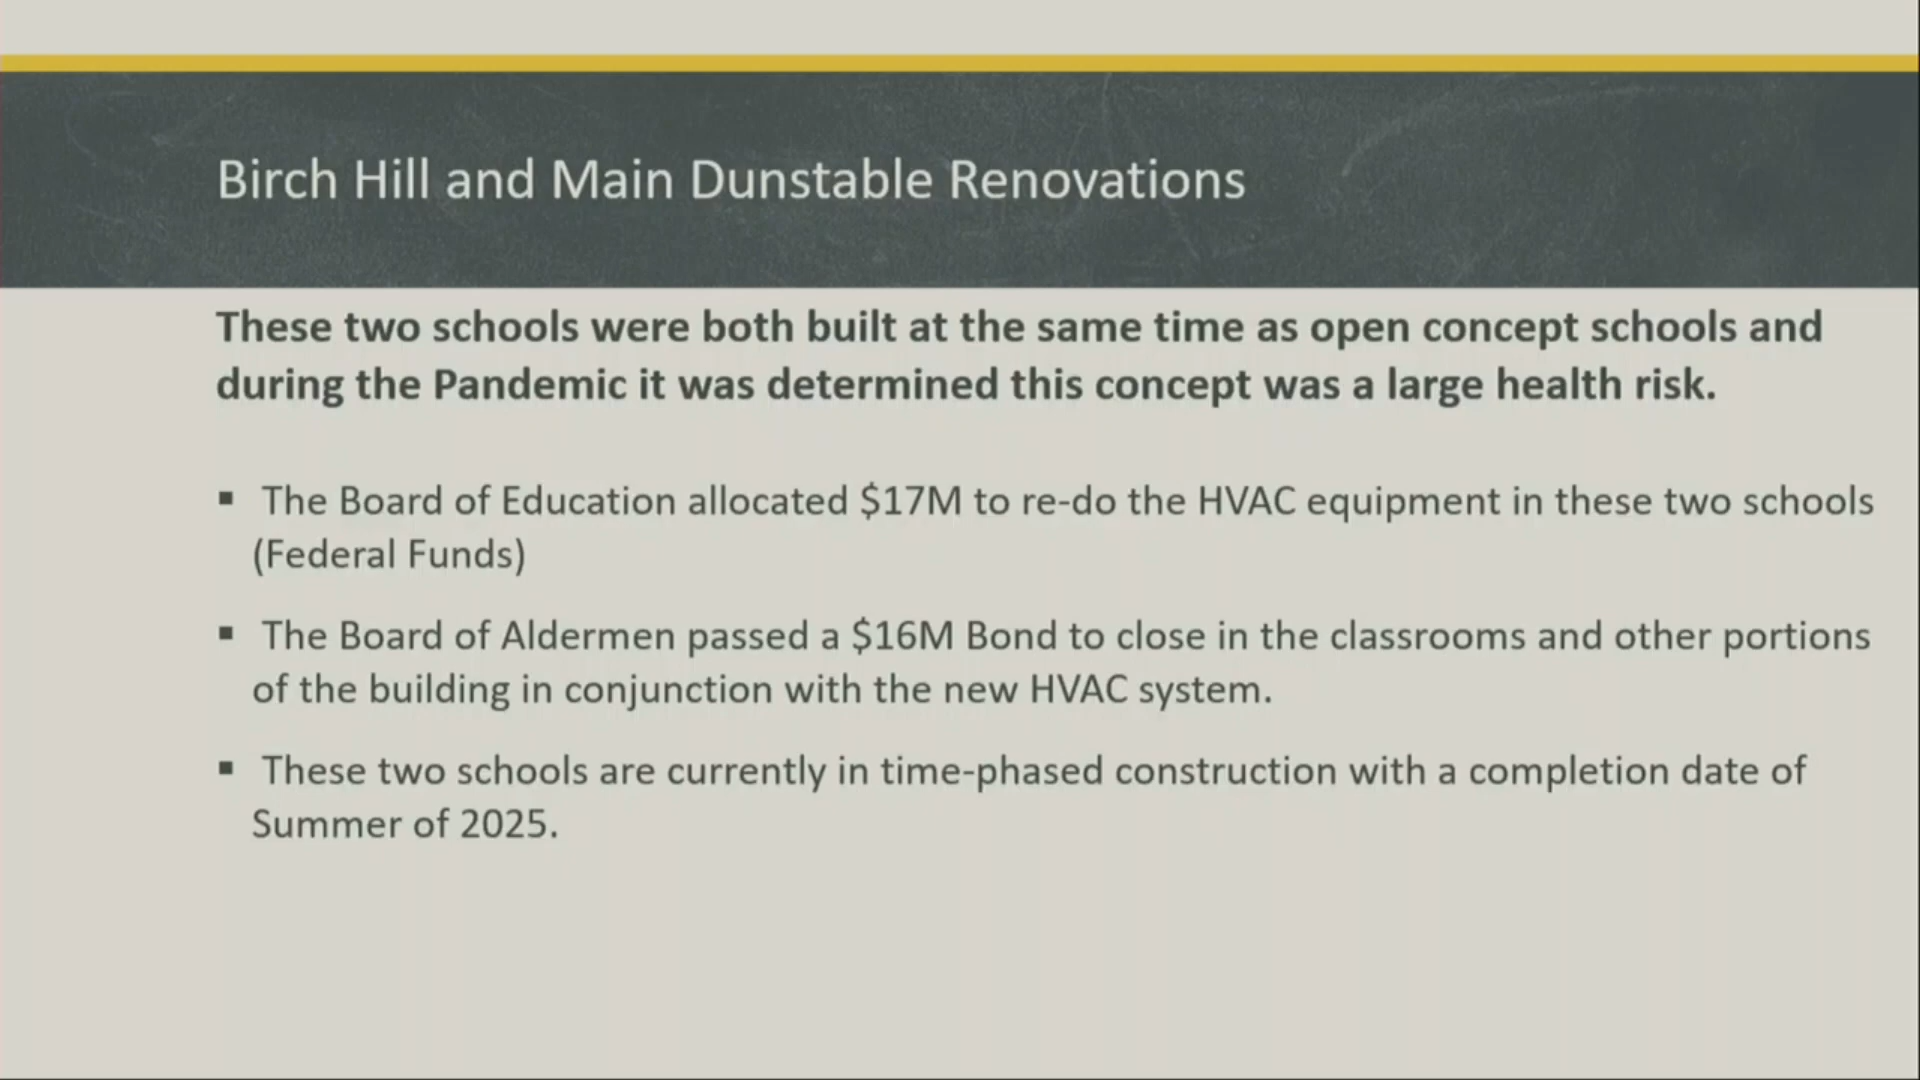 Birch Hill and Main Dunstable Renovations
These two schools were both built at the same time as open concept schools and
during the Pandemic it was determined this concept was a large health risk.
▪ The Board of Education allocated $17M to re-do the HVAC equipment in these two schools
(Federal Funds)
▪ The Board of Aldermen passed a $16M Bond to close in the classrooms and other portions
of the building in conjunction with the new HVAC system.
▪ These two schools are currently in time-phased construction with a completion date of
Summer of 2025.